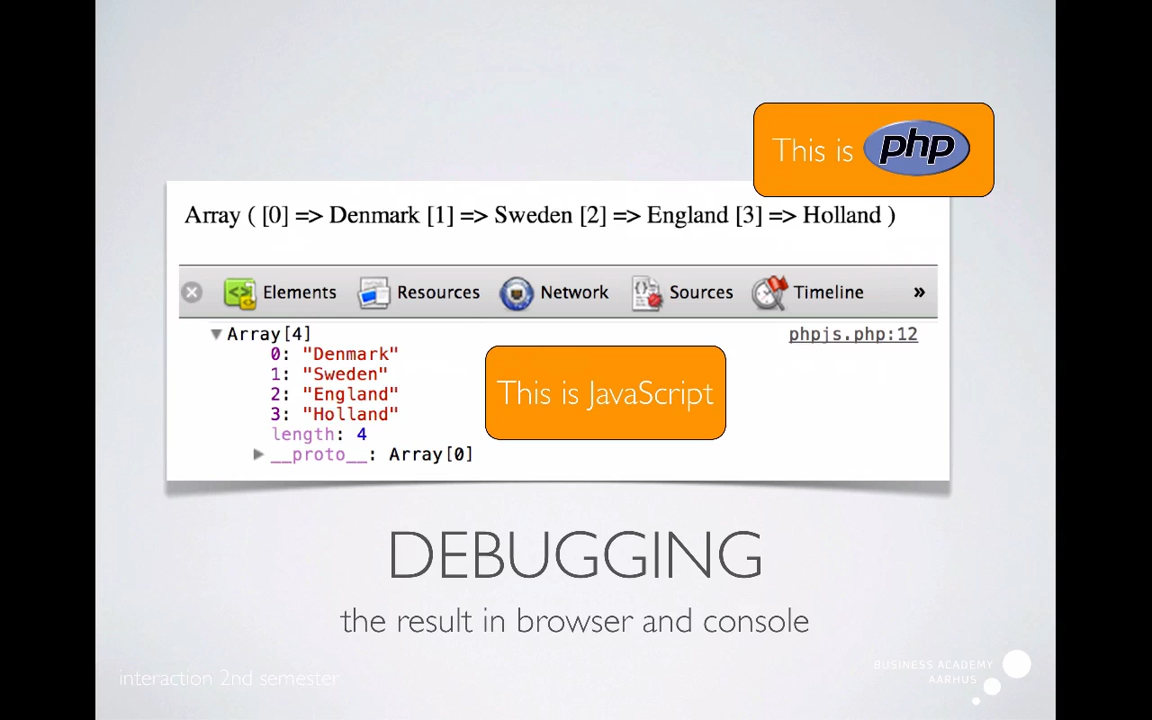 This is php
Array ( [0] => Denmark [1] => Sweden [2] => England [3] => Holland )
Elements Resources Network Sources Timeline »
▼Array[4] phpjs.php:12
0: "Denmark"
1: "Sweden"
2: "England"
3: "Holland"
This is JavaScript
length: 4
▶__proto__: Array[0]
DEBUGGING
the result in browser and console
interaction 2nd semester
BUSINESS ACADEMY
AARHUS